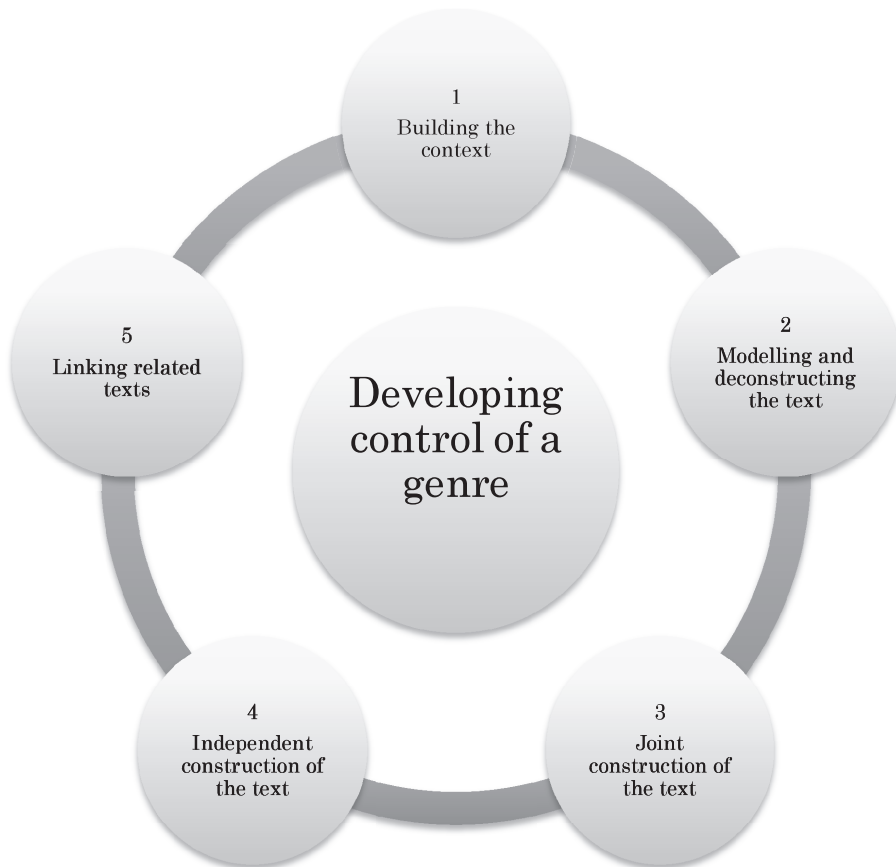 1
Building the
context
2
Modelling and
deconstructing
the text
3
Joint
construction of
the text
4
Independent
construction of
the text
5
Linking related
texts
Developing
control of a
genre